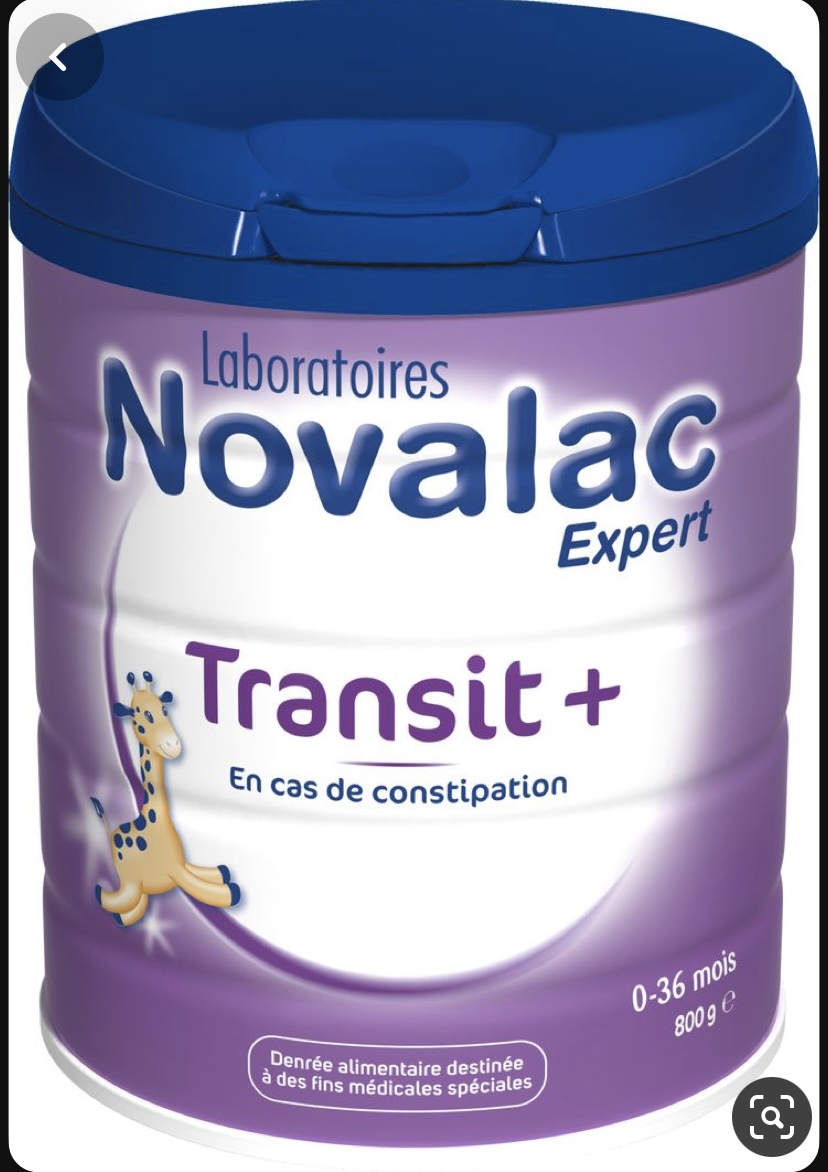 Laboratoires
Novalac
Expert
Transit +
En cas de constipation
0-36 mois
800 g ℮
Denrée alimentaire destinée
à des fins médicales spéciales